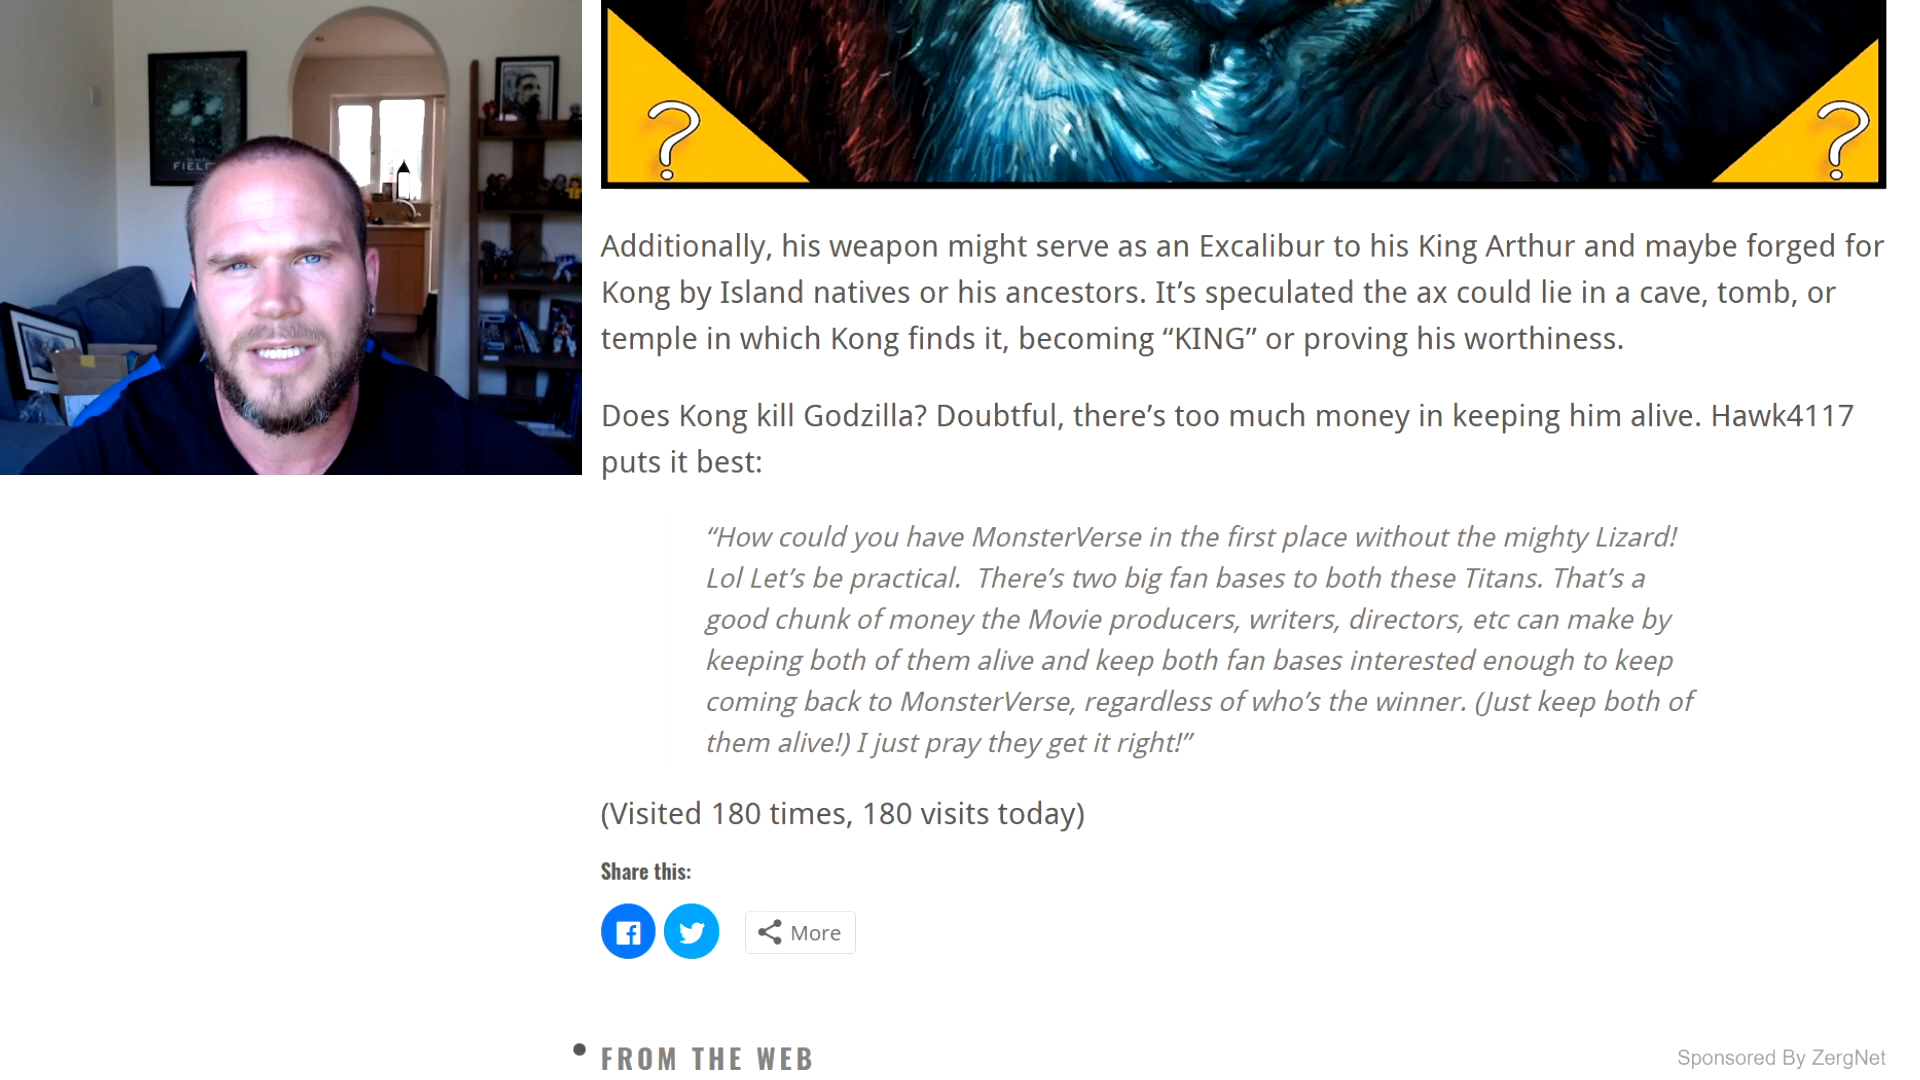 FIEL
?
?
Additionally, his weapon might serve as an Excalibur to his King Arthur and maybe forged for
Kong by Island natives or his ancestors. It’s speculated the ax could lie in a cave, tomb, or
temple in which Kong finds it, becoming “KING” or proving his worthiness.
Does Kong kill Godzilla? Doubtful, there’s too much money in keeping him alive. Hawk4117
puts it best:
“How could you have MonsterVerse in the first place without the mighty Lizard!
Lol Let’s be practical.  There’s two big fan bases to both these Titans. That’s a
good chunk of money the Movie producers, writers, directors, etc can make by
keeping both of them alive and keep both fan bases interested enough to keep
coming back to MonsterVerse, regardless of who’s the winner. (Just keep both of
them alive!) I just pray they get it right!”
(Visited 180 times, 180 visits today)
Share this:
More
FROM THE WEB
Sponsored By ZergNet